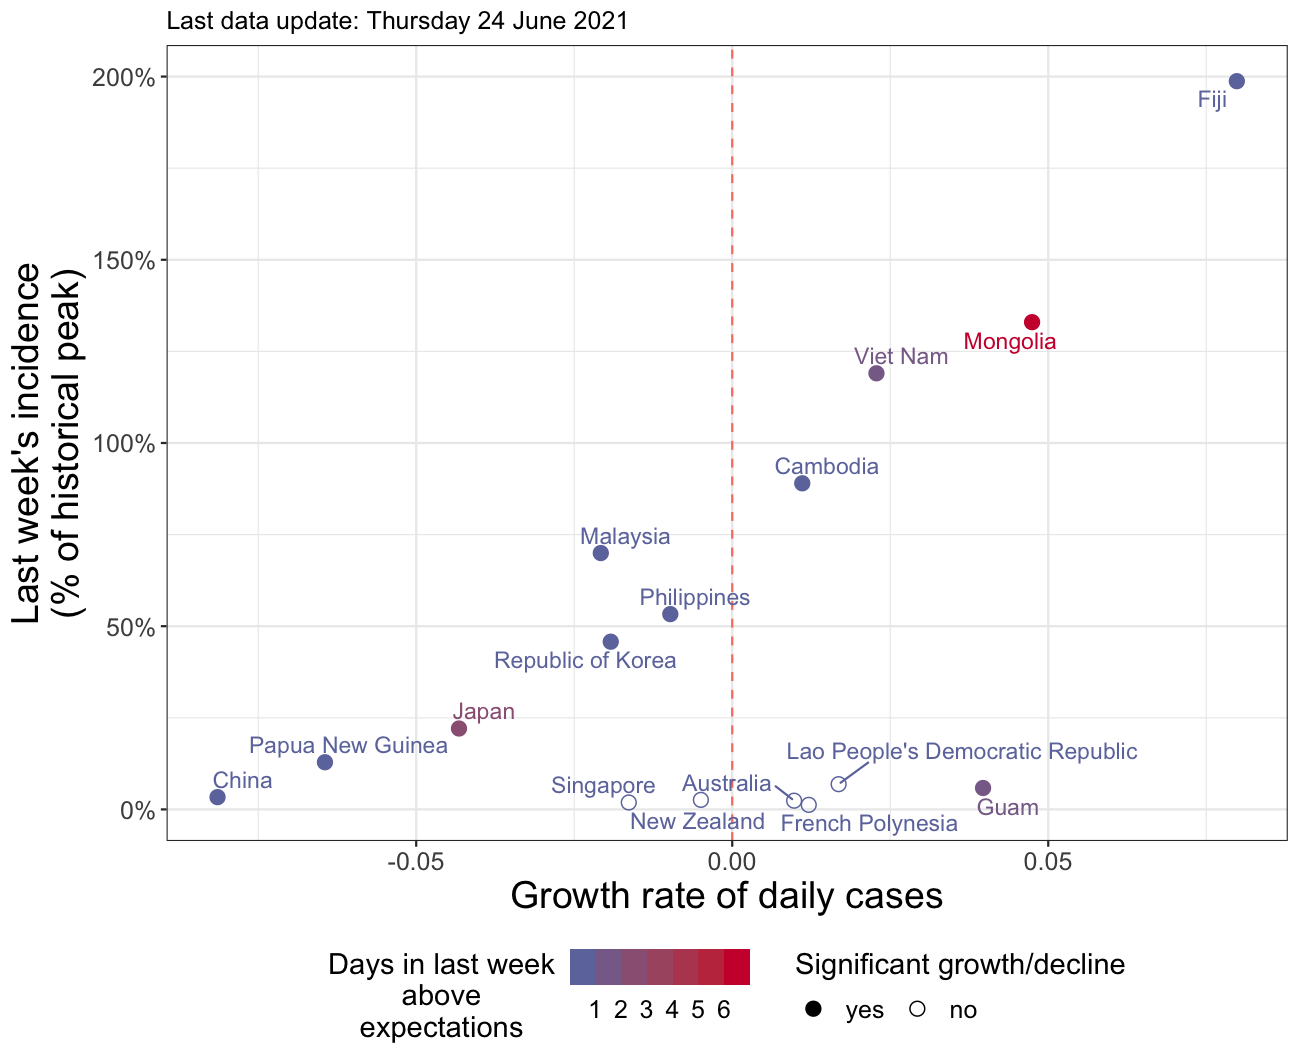 Last data update: Thursday 24 June 2021
Last week's incidence
(% of historical peak)
200%
150%
100%
50%
0%
Fiji
Mongolia
Viet Nam
Cambodia
Malaysia
Philippines
Republic of Korea
Japan
Papua New Guinea
China
Lao People's Democratic Republic
Singapore
Australia
New Zealand
French Polynesia
Guam
-0.05
0.00
0.05
Growth rate of daily cases
Days in last week
above
expectations
1 2 3 4 5 6
Significant growth/decline
yes
no